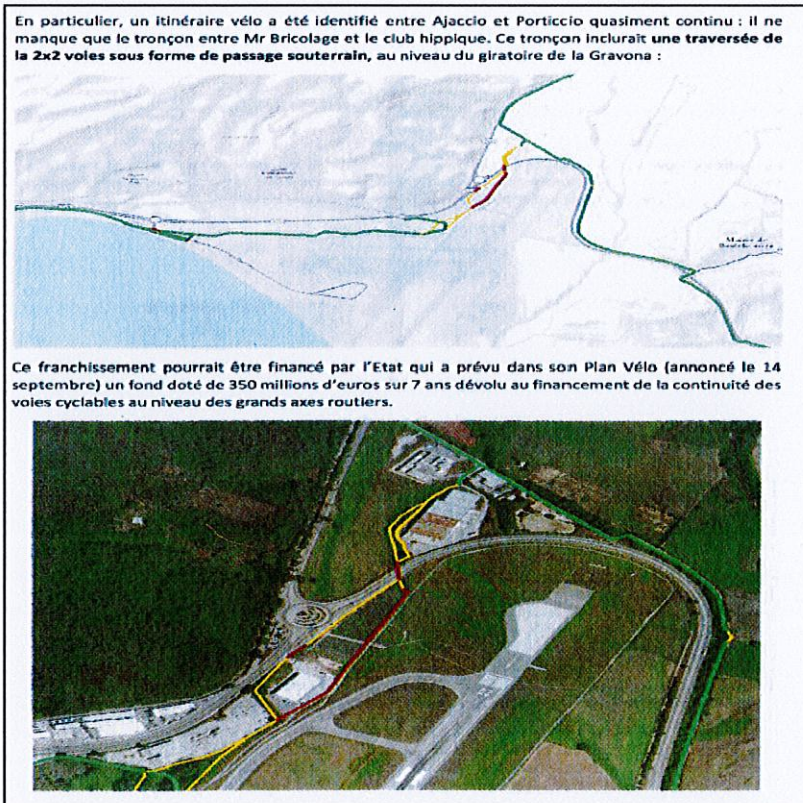 En particulier, un itinéraire vélo a été identifié entre Ajaccio et Porticcio quasiment continu : il ne
manque que le tronçon entre Mr Bricolage et le club hippique. Ce tronçon inclurait une traversée de
la 2x2 voies sous forme de passage souterrain, au niveau du giratoire de la Gravona :
Ce franchissement pourrait être financé par l'Etat qui a prévu dans son Plan Vélo (annoncé le 14
septembre) un fond doté de 350 millions d'euros sur 7 ans dévolu au financement de la continuité des
voies cyclables au niveau des grands axes routiers.